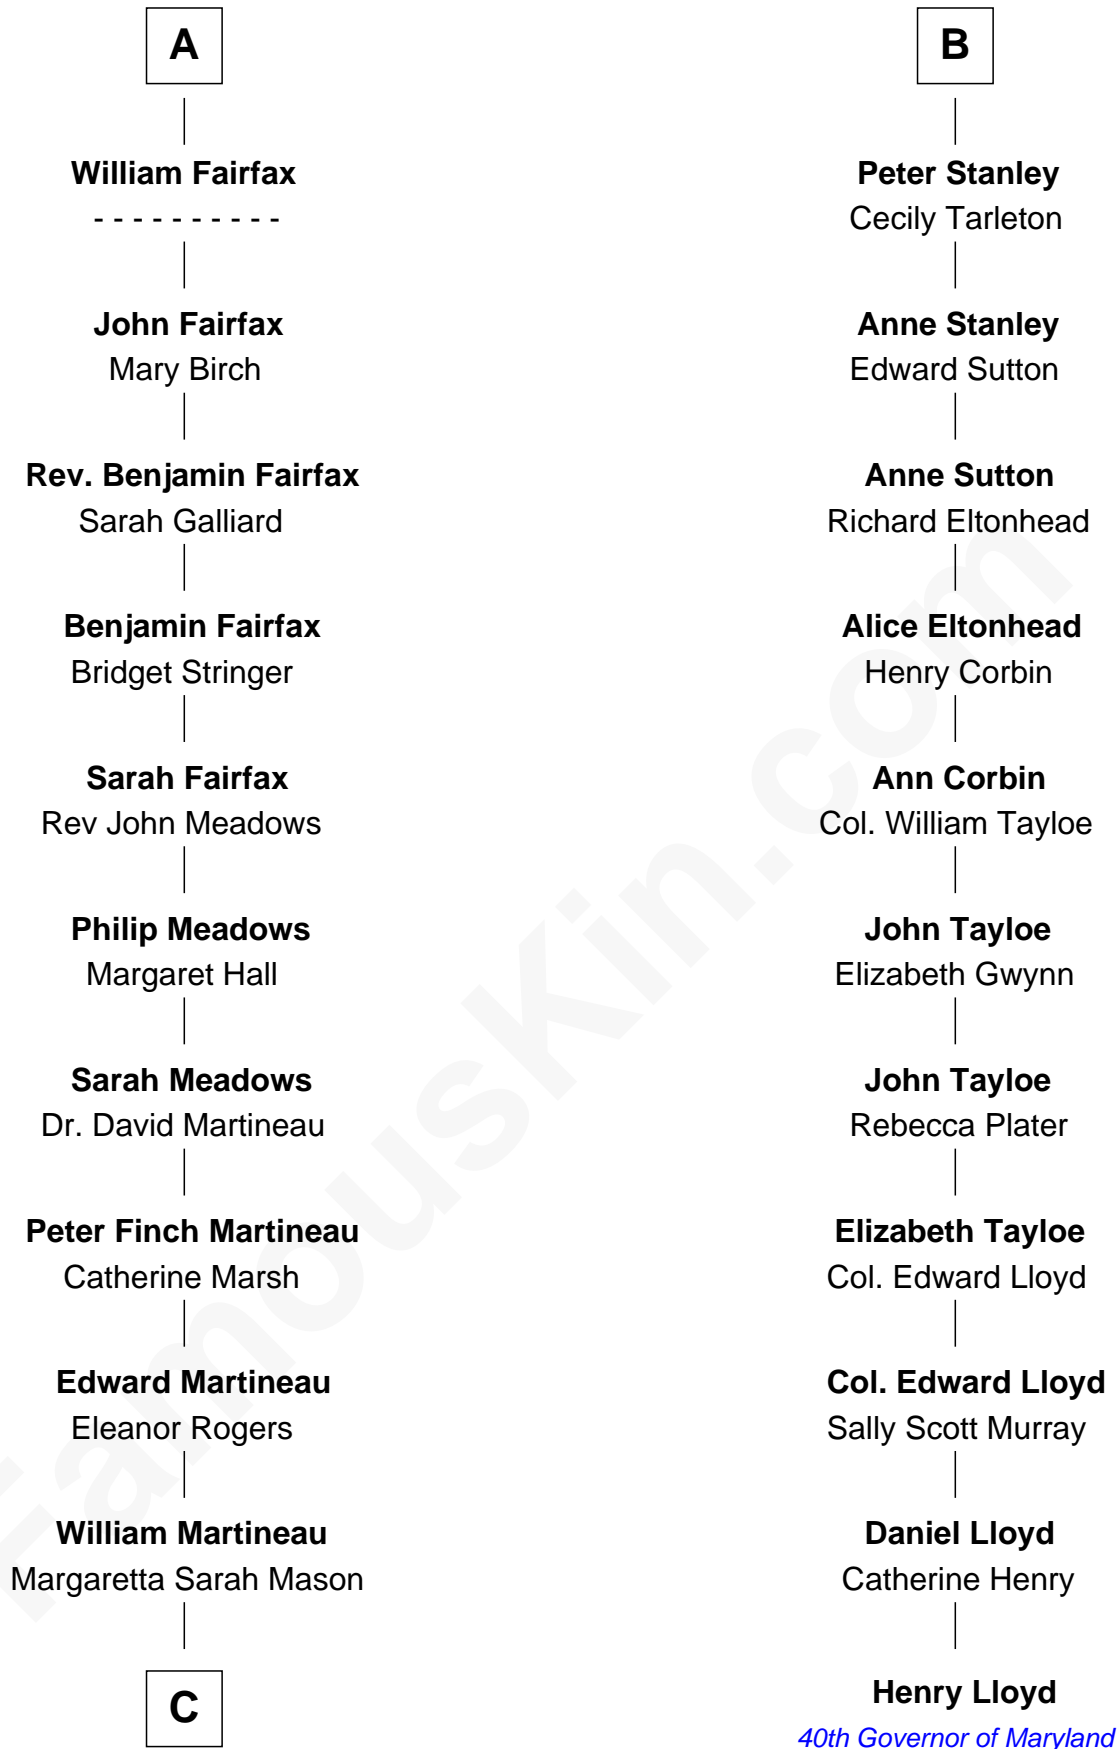 A
William Fairfax
- - - - - - - - - -
John Fairfax
Mary Birch
Rev. Benjamin Fairfax
Sarah Galliard
Benjamin Fairfax
Bridget Stringer
Sarah Fairfax
Rev John Meadows
Philip Meadows
Margaret Hall
Sarah Meadows
Dr. David Martineau
Peter Finch Martineau
Catherine Marsh
Edward Martineau
Eleanor Rogers
William Martineau
Margaretta Sarah Mason
C
B
Peter Stanley
Cecily Tarleton
Anne Stanley
Edward Sutton
Anne Sutton
Richard Eltonhead
Alice Eltonhead
Henry Corbin
Ann Corbin
Col. William Tayloe
John Tayloe
Elizabeth Gwynn
John Tayloe
Rebecca Plater
Elizabeth Tayloe
Col. Edward Lloyd
Col. Edward Lloyd
Sally Scott Murray
Daniel Lloyd
Catherine Henry
Henry Lloyd
40th Governor of Maryland
FamousKin.com